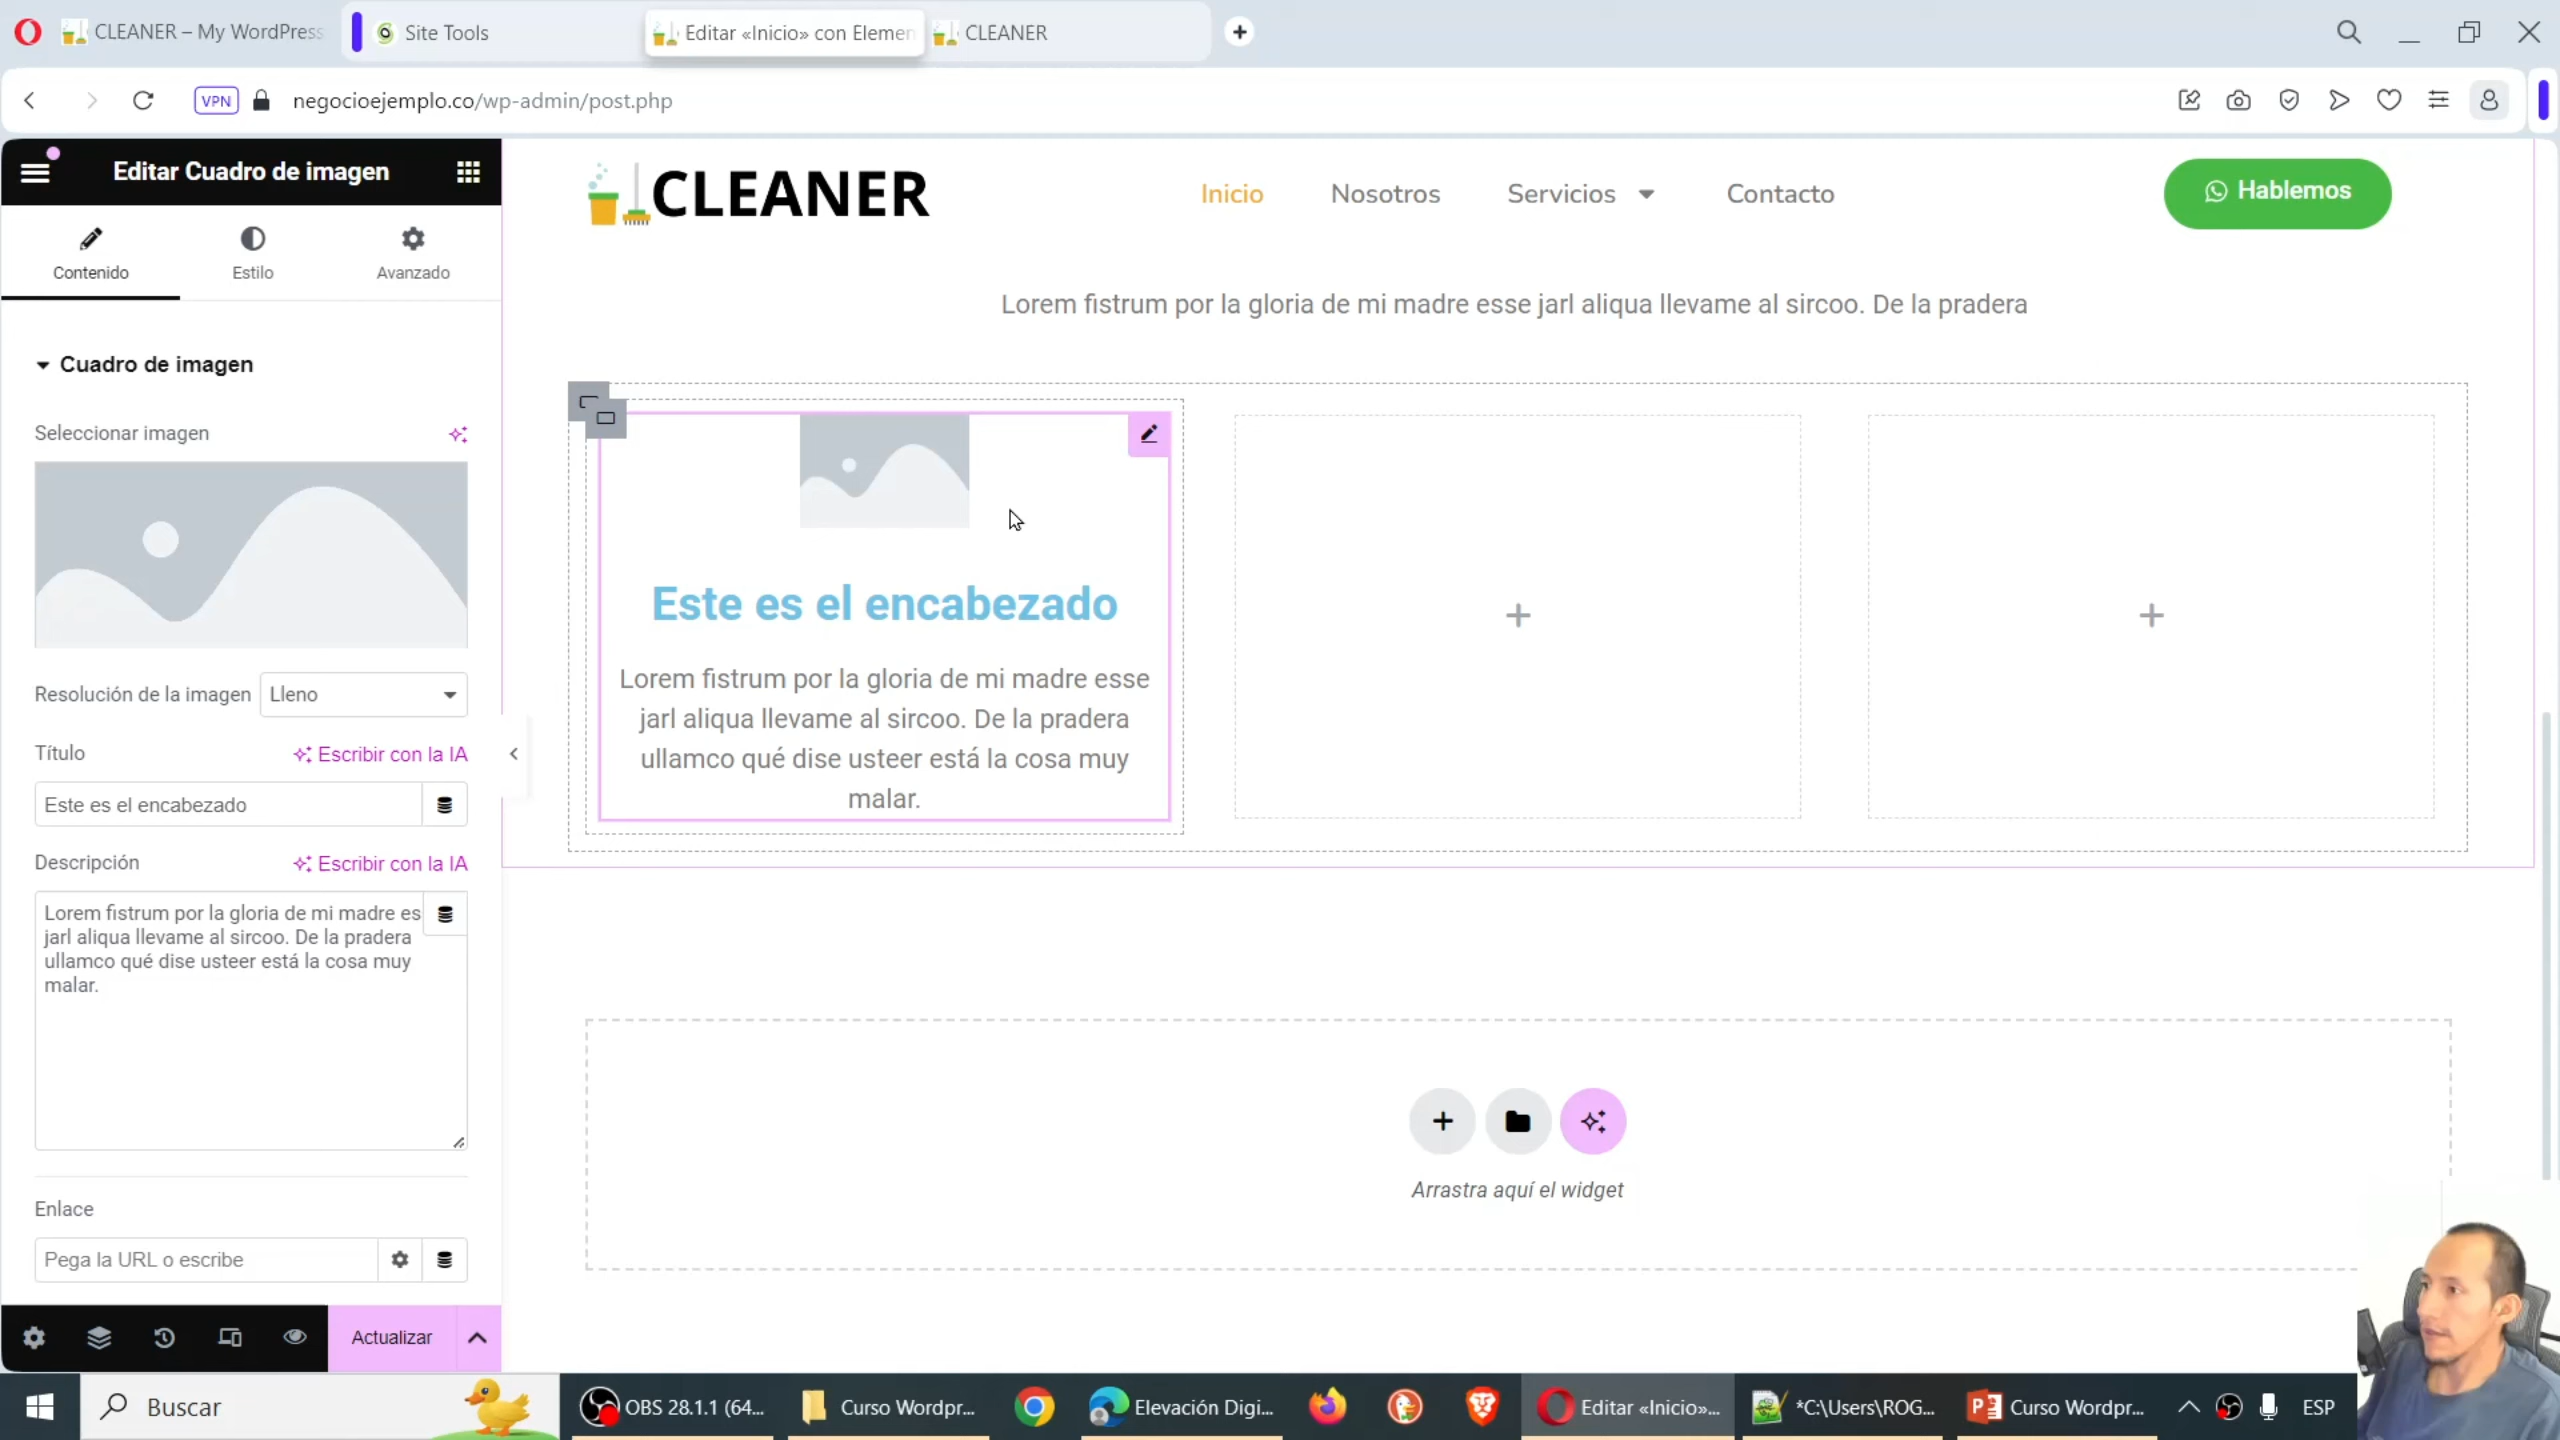 CLEANER – My WordPress
Site Tools
Editar «Inicio» con Elemen
CLEANER
VPN
negocioejemplo.co/wp-admin/post.php
Editar Cuadro de imagen
Contenido
Estilo
Avanzado
Cuadro de imagen
Seleccionar imagen
Resolución de la imagen
Lleno
Título
Escribir con la IA
Este es el encabezado
Descripción
Escribir con la IA
Lorem fistrum por la gloria de mi madre es
jarl aliqua llevame al sircoo. De la pradera
ullamco qué dise usteer está la cosa muy
malar.
Enlace
Pega la URL o escribe
Actualizar
CLEANER
Inicio
Nosotros
Servicios
Contacto
Hablemos
Lorem fistrum por la gloria de mi madre esse jarl aliqua llevame al sircoo. De la pradera
Este es el encabezado
Lorem fistrum por la gloria de mi madre esse
jarl aliqua llevame al sircoo. De la pradera
ullamco qué dise usteer está la cosa muy
malar.
Arrastra aquí el widget
Buscar
OBS 28.1.1 (64...
Curso Wordpr...
Elevación Digi...
Editar «Inicio»...
*C:\Users\ROG...
Curso Wordpr...
ESP